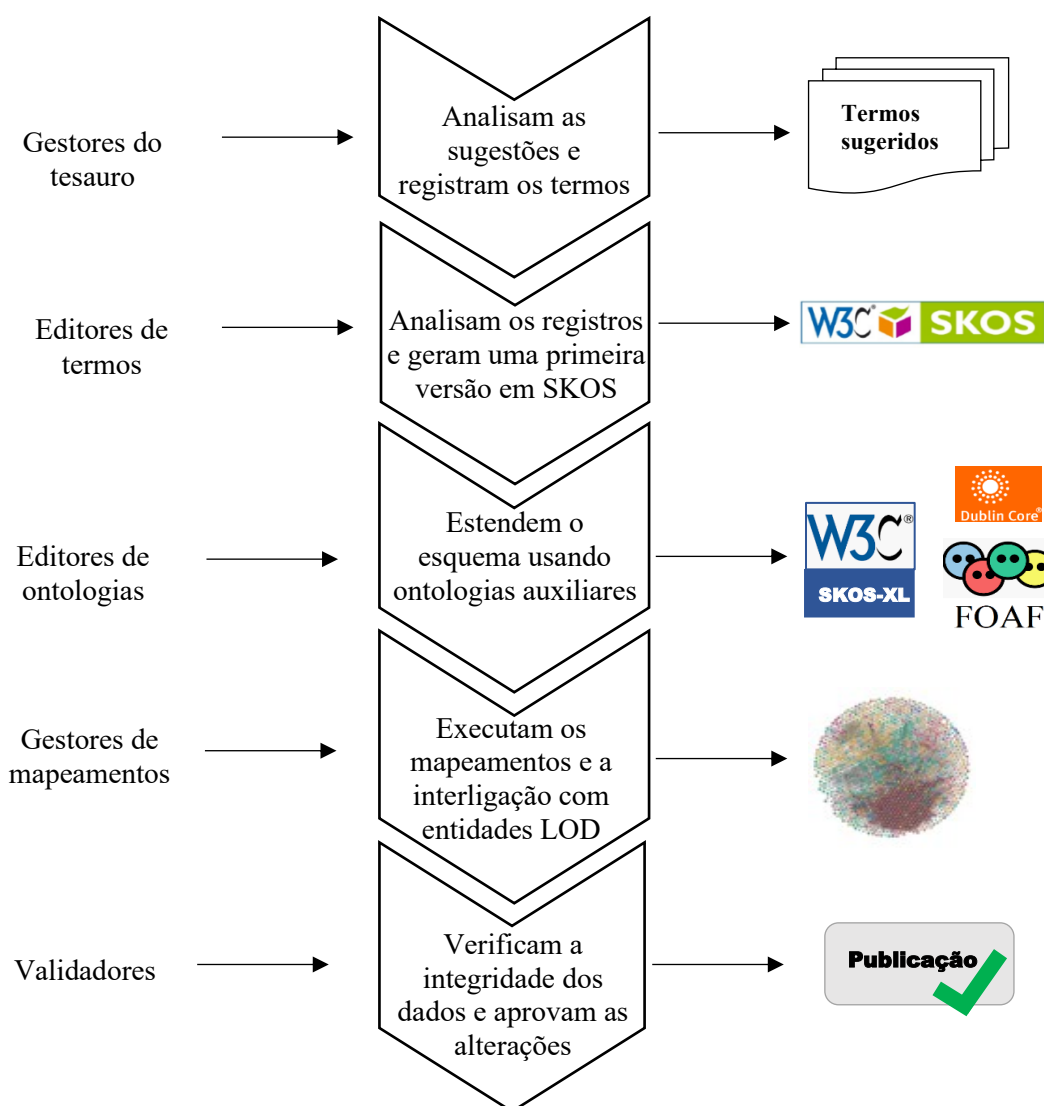 Gestores do
tesauro
Analisam as
sugestões e
registram os termos
Termos
sugeridos
Editores de
termos
Analisam os registros
e geram uma primeira
versão em SKOS
W3C® SKOS
Editores de
ontologias
Estendem o
esquema usando
ontologias auxiliares
W3C®
SKOS-XL
Dublin Core®
FOAF
Gestores de
mapeamentos
Executam os
mapeamentos e a
interligação com
entidades LOD
Validadores
Verificam a
integridade dos
dados e aprovam as
alterações
Publicação